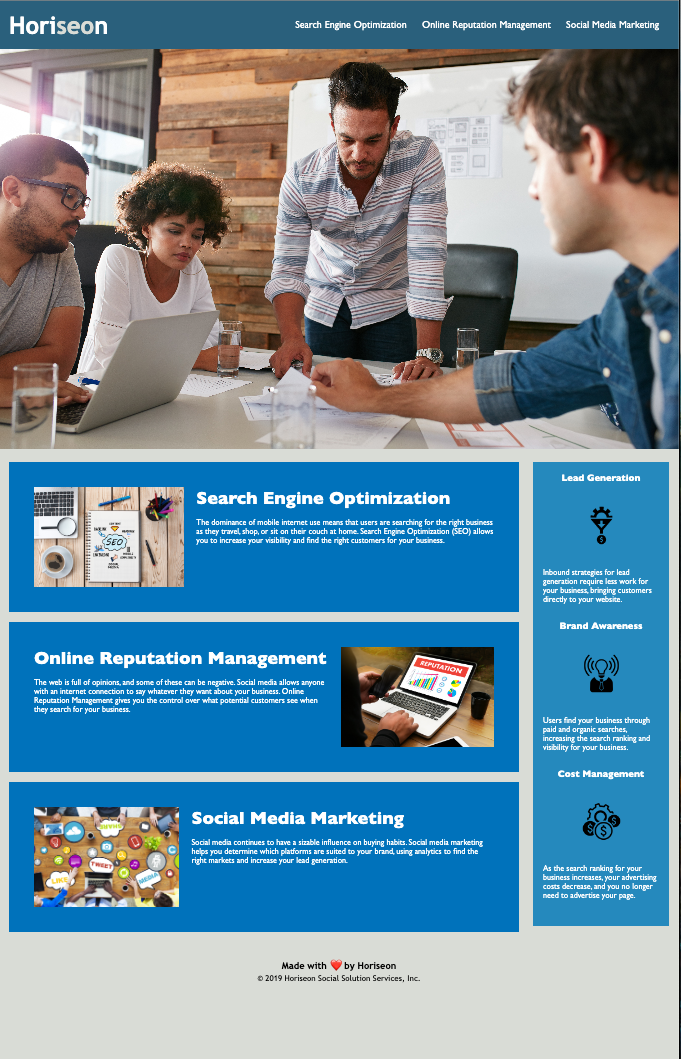 Horiseon
Search Engine Optimization Online Reputation Management Social Media Marketing
Search Engine Optimization
The dominance of mobile internet use means that users are searching for the right business
as they travel, shop, or sit on their couch at home. Search Engine Optimization (SEO) allows
you to increase your visibility and find the right customers for your business.
SEO
Online Reputation Management
The web is full of opinions, and some of these can be negative. Social media allows anyone
with an internet connection to say whatever they want about your business. Online
Reputation Management gives you the control over what potential customers see when
they search for your business.
REPUTATION
Social Media Marketing
Social media continues to have a sizable influence on buying habits. Social media marketing
helps you determine which platforms are suited to your brand, using analytics to find the
right markets and increase your lead generation.
TWEET
LIKE
MEDIA
Lead Generation
Inbound strategies for lead
generation require less work for
your business, bringing customers
directly to your website.
Brand Awareness
Users find your business through
paid and organic searches,
increasing the search ranking and
visibility for your business.
Cost Management
As the search ranking for your
business increases, your advertising
costs decrease, and you no longer
need to advertise your page.
Made with ❤️ by Horiseon
© 2019 Horiseon Social Solution Services, Inc.